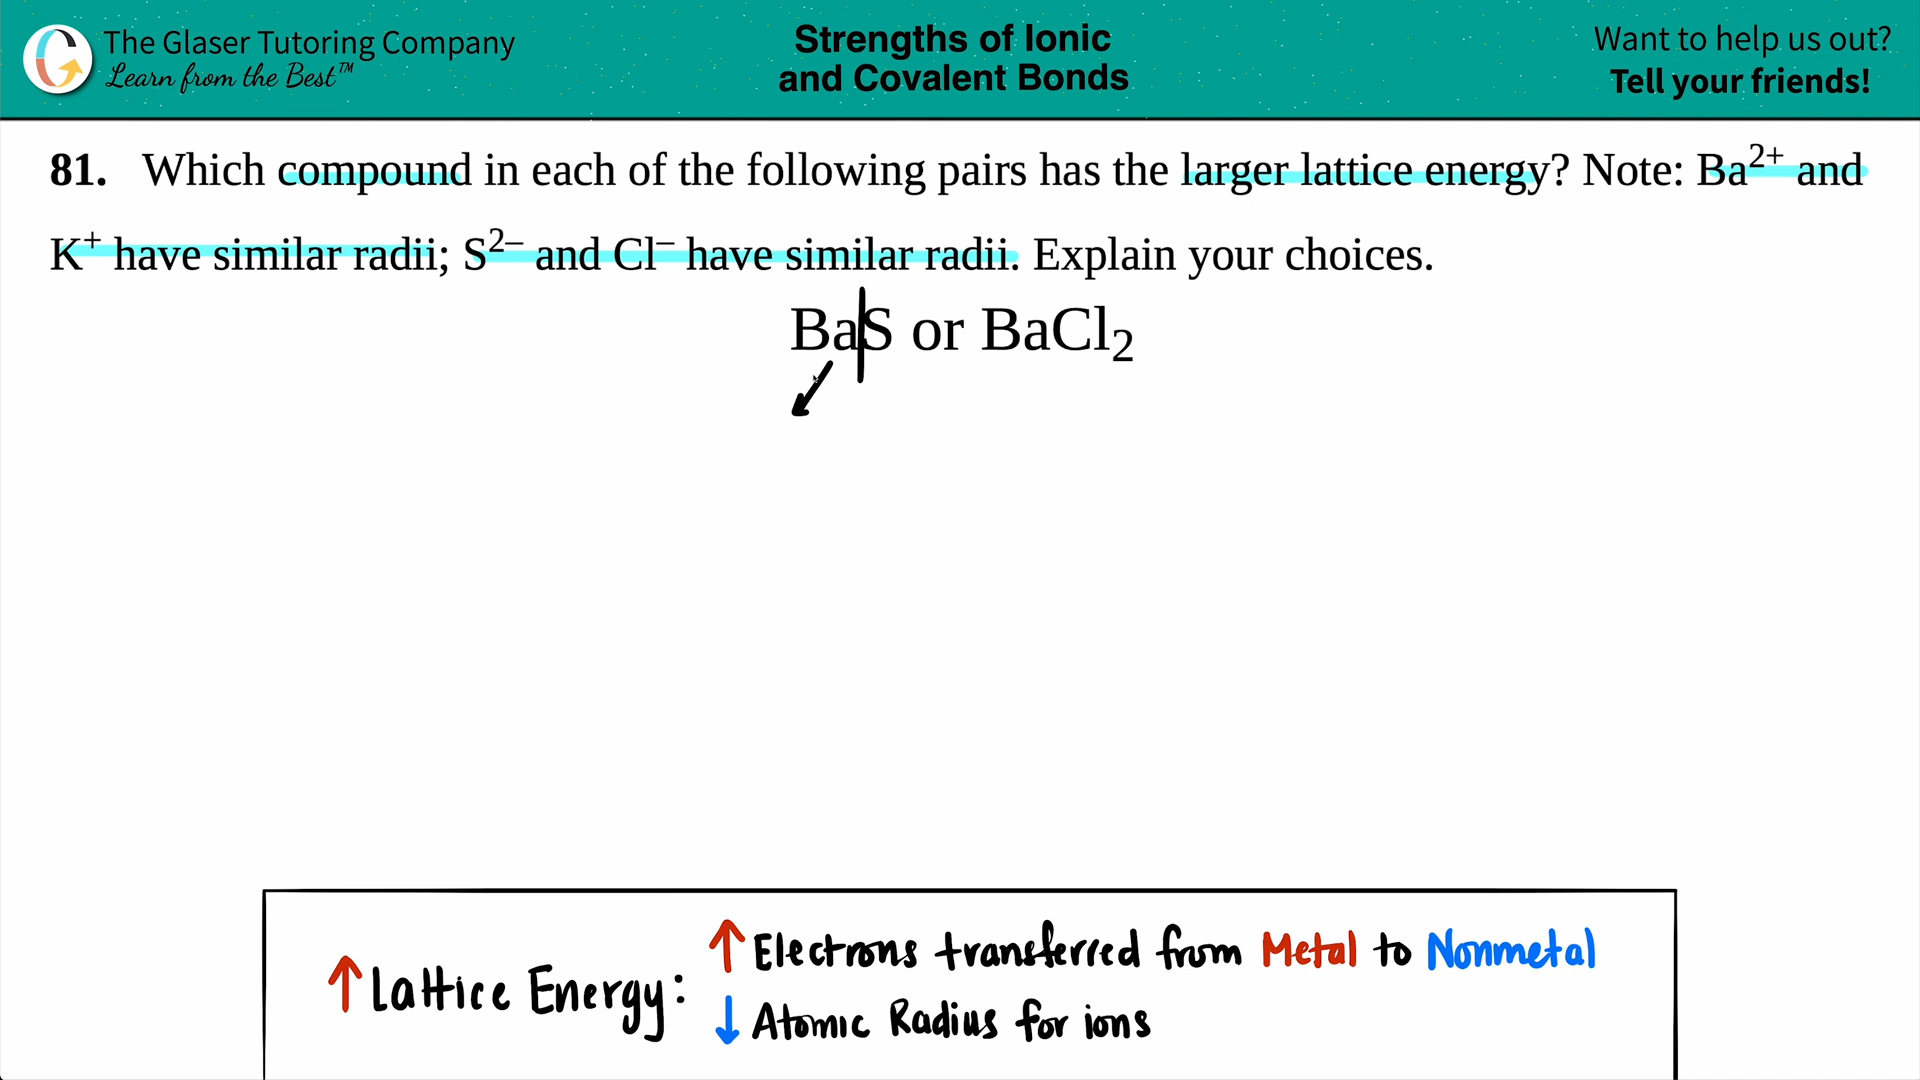 The Glaser Tutoring Company
Learn from the Best™
Strengths of Ionic
and Covalent Bonds
Want to help us out?
Tell your friends!
81. Which compound in each of the following pairs has the larger lattice energy? Note: Ba²⁺ and
K⁺ have similar radii; S²⁻ and Cl⁻ have similar radii. Explain your choices.
BaS or BaCl₂
↑ Lattice Energy:
↑ Electrons transferred from Metal to Nonmetal
↓ Atomic Radius for ions